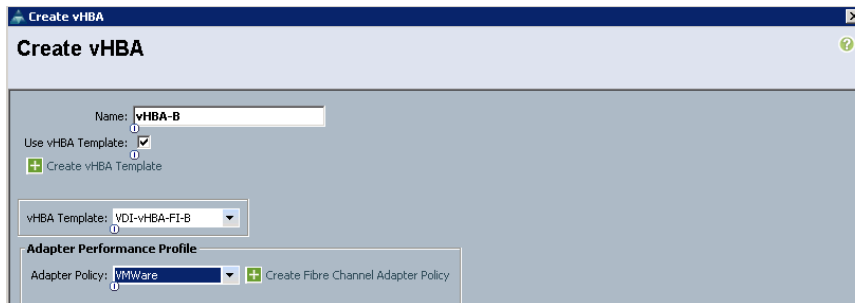 Create vHBA
Create vHBA
Name: vHBA-B
Use vHBA Template:
Create vHBA Template
vHBA Template: VDI-vHBA-FI-B
Adapter Performance Profile
Adapter Policy: VMWare Create Fibre Channel Adapter Policy